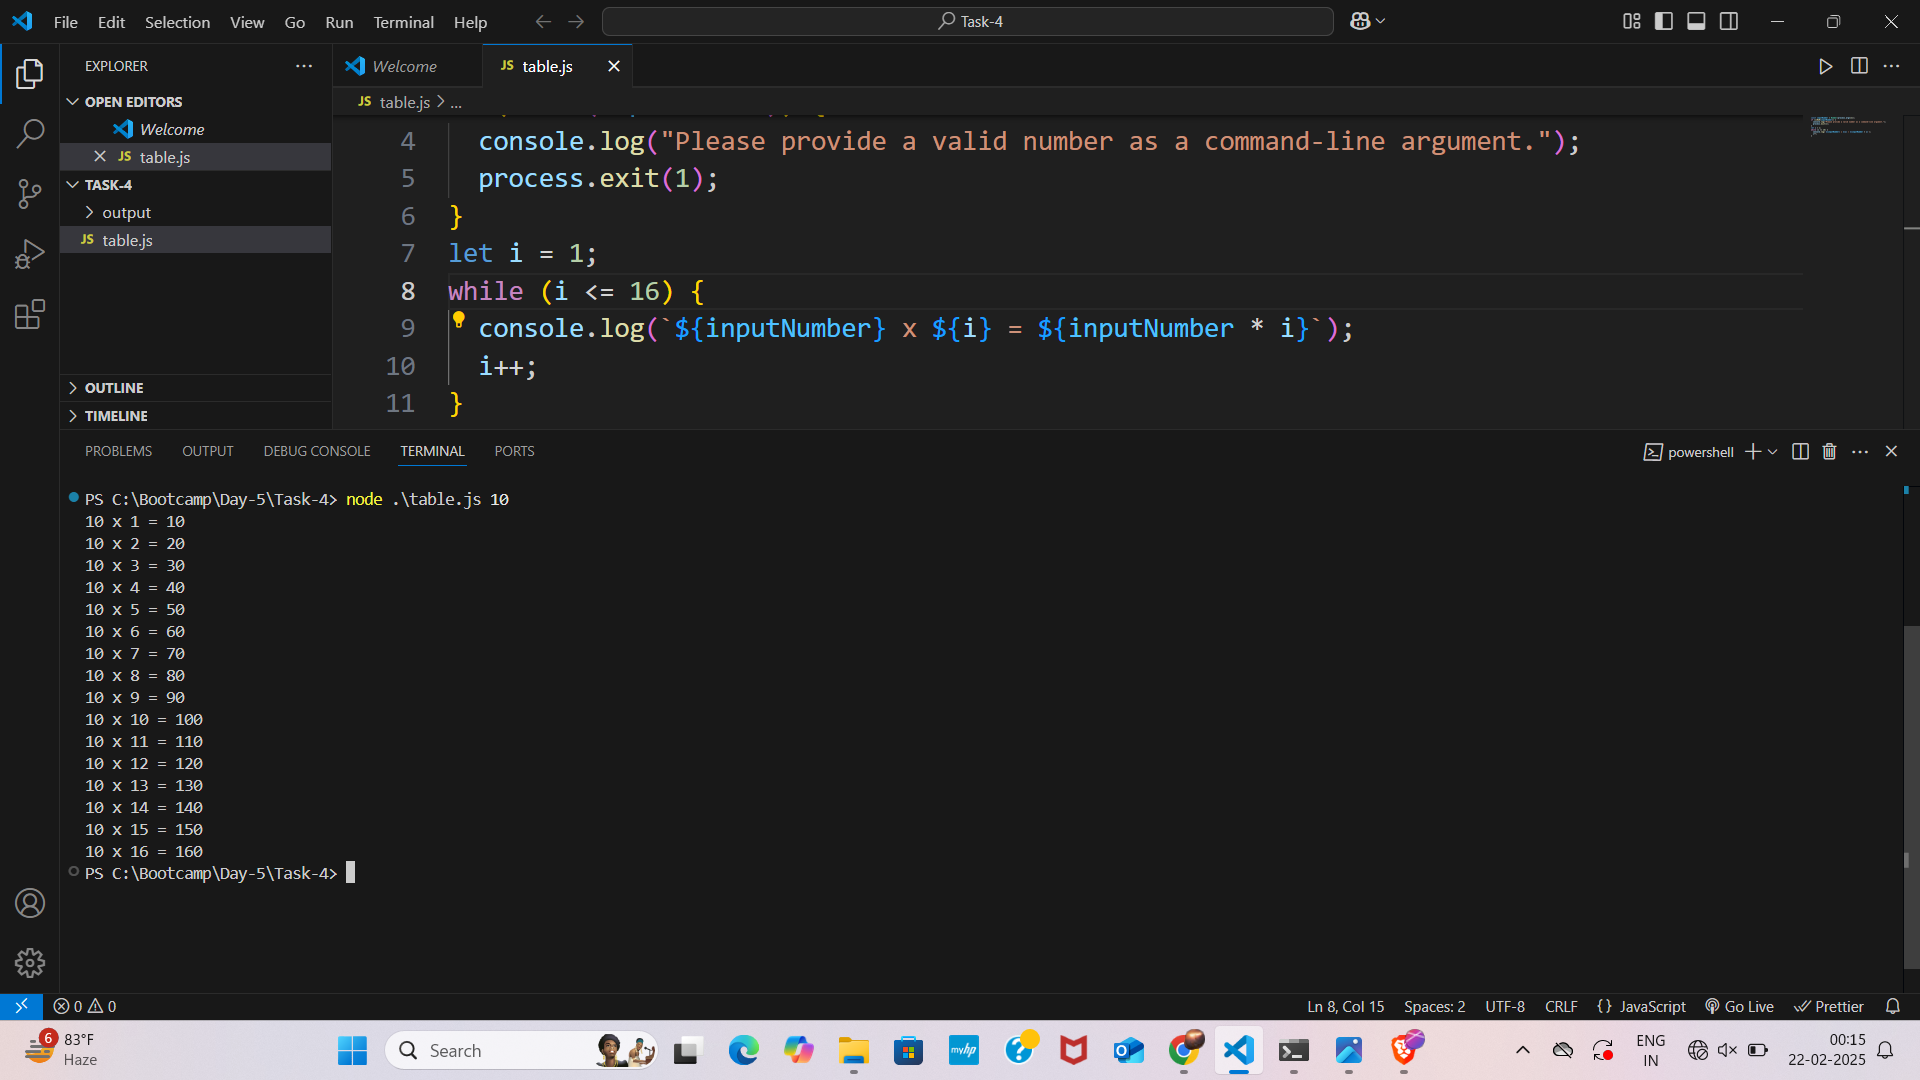 File Edit Selection View Go Run Terminal Help
Task-4
EXPLORER
OPEN EDITORS
Welcome
JS table.js
TASK-4
output
JS table.js
OUTLINE
TIMELINE
Welcome
JS table.js
JS table.js > ...
4 console.log("Please provide a valid number as a command-line argument.");
5 process.exit(1);
6 }
7 let i = 1;
8 while (i <= 16) {
9 console.log(`${inputNumber} x ${i} = ${inputNumber * i}`);
10 i++;
11 }
PROBLEMS OUTPUT DEBUG CONSOLE TERMINAL PORTS
powershell
PS C:\Bootcamp\Day-5\Task-4> node .\table.js 10
10 x 1 = 10
10 x 2 = 20
10 x 3 = 30
10 x 4 = 40
10 x 5 = 50
10 x 6 = 60
10 x 7 = 70
10 x 8 = 80
10 x 9 = 90
10 x 10 = 100
10 x 11 = 110
10 x 12 = 120
10 x 13 = 130
10 x 14 = 140
10 x 15 = 150
10 x 16 = 160
PS C:\Bootcamp\Day-5\Task-4>
0 0
Ln 8, Col 15 Spaces: 2 UTF-8 CRLF {} JavaScript Go Live Prettier
6
83°F
Haze
Search
myhp
ENG
IN
00:15
22-02-2025